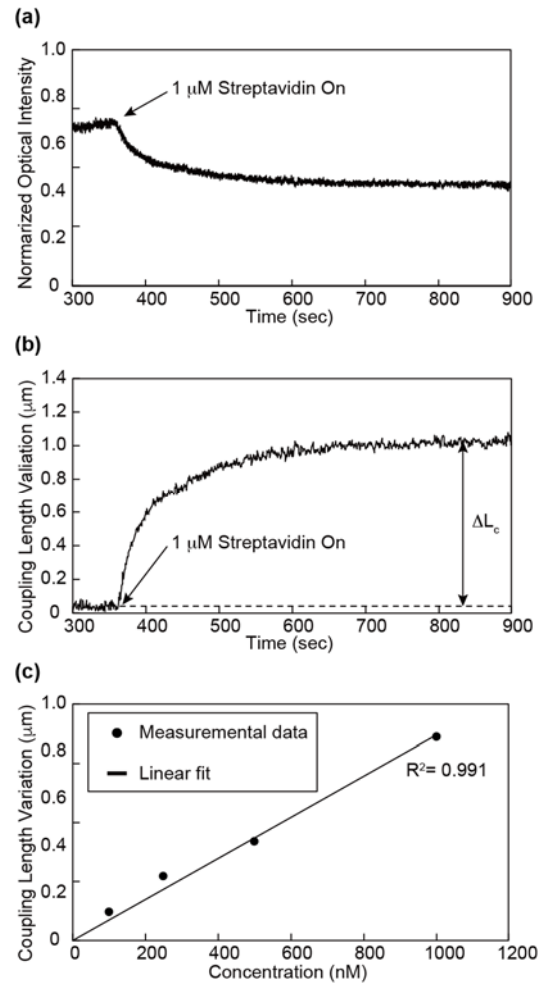 (a)
1.0
0.8
0.6
0.4
0.2
0
Normarized Optical Intensity
1 μM Streptavidin On
300 400 500 600 700 800 900
Time (sec)
(b)
1.4
1.2
1.0
0.8
0.6
0.4
0.2
0
Coupling Length Valiation (μm)
1 μM Streptavidin On
ΔLc
300 400 500 600 700 800 900
Time (sec)
(c)
1.0
0.8
0.6
0.4
0.2
0
Coupling Length Variation (μm)
Measuremental data
Linear fit
R²= 0.991
0 200 400 600 800 1000 1200
Concentration (nM)